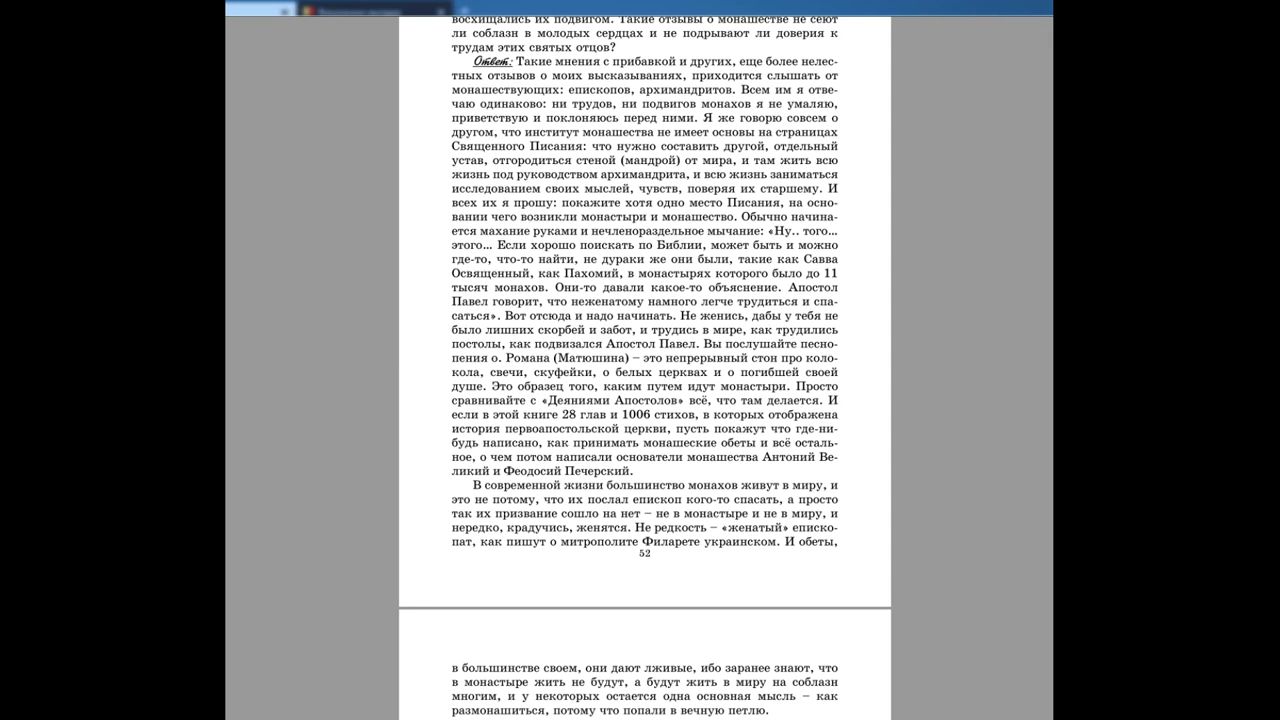 восхищались их подвигом. Такие отзывы о монашестве не сеют
ли соблазн в молодых сердцах и не подрывают ли доверия к
трудам этих святых отцов?
Ответ: Такие мнения с прибавкой и других, еще более нелес-
тных отзывов о моих высказываниях, приходится слышать от
монашествующих: епископов, архимандритов. Всем им я отве-
чаю одинаково: ни трудов, ни подвигов монахов я не умаляю,
приветствую и поклоняюсь перед ними. Я же говорю совсем о
другом, что институт монашества не имеет основы на страницах
Священного Писания: что нужно составить другой, отдельный
устав, отгородиться стеной (мандрой) от мира, и там жить всю
жизнь под руководством архимандрита, и всю жизнь заниматься
исследованием своих мыслей, чувств, поверяя их старшему. И
всех их я прошу: покажите хотя одно место Писания, на осно-
вании чего возникли монастыри и монашество. Обычно начина-
ется махание руками и нечленораздельное мычание: «Ну.. того...
этого... Если хорошо поискать по Библии, может быть и можно
где-то, что-то найти, не дураки же они были, такие как Савва
Освященный, как Пахомий, в монастырях которого было до 11
тысяч монахов. Они-то давали какое-то объяснение. Апостол
Павел говорит, что неженатому намного легче трудиться и спа-
саться». Вот отсюда и надо начинать. Не женись, дабы у тебя не
было лишних скорбей и забот, и трудись в мире, как трудились
постолы, как подвизался Апостол Павел. Вы послушайте песно-
пения о. Романа (Матюшина) – это непрерывный стон про коло-
кола, свечи, скуфейки, о белых церквах и о погибшей своей
душе. Это образец того, каким путем идут монастыри. Просто
сравнивайте с «Деяниями Апостолов» всё, что там делается. И
если в этой книге 28 глав и 1006 стихов, в которых отображена
история первоапостольской церкви, пусть покажут что где-ни-
будь написано, как принимать монашеские обеты и всё осталь-
ное, о чем потом написали основатели монашества Антоний Ве-
ликий и Феодосий Печерский.
В современной жизни большинство монахов живут в миру, и
это не потому, что их послал епископ кого-то спасать, а просто
так их призвание сошло на нет – не в монастыре и не в миру, и
нередко, крадучись, женятся. Не редкость – «женатый» еписко-
пат, как пишут о митрополите Филарете украинском. И обеты,
52
в большинстве своем, они дают лживые, ибо заранее знают, что
в монастыре жить не будут, а будут жить в миру на соблазн
многим, и у некоторых остается одна основная мысль – как
размонашиться, потому что попали в вечную петлю.